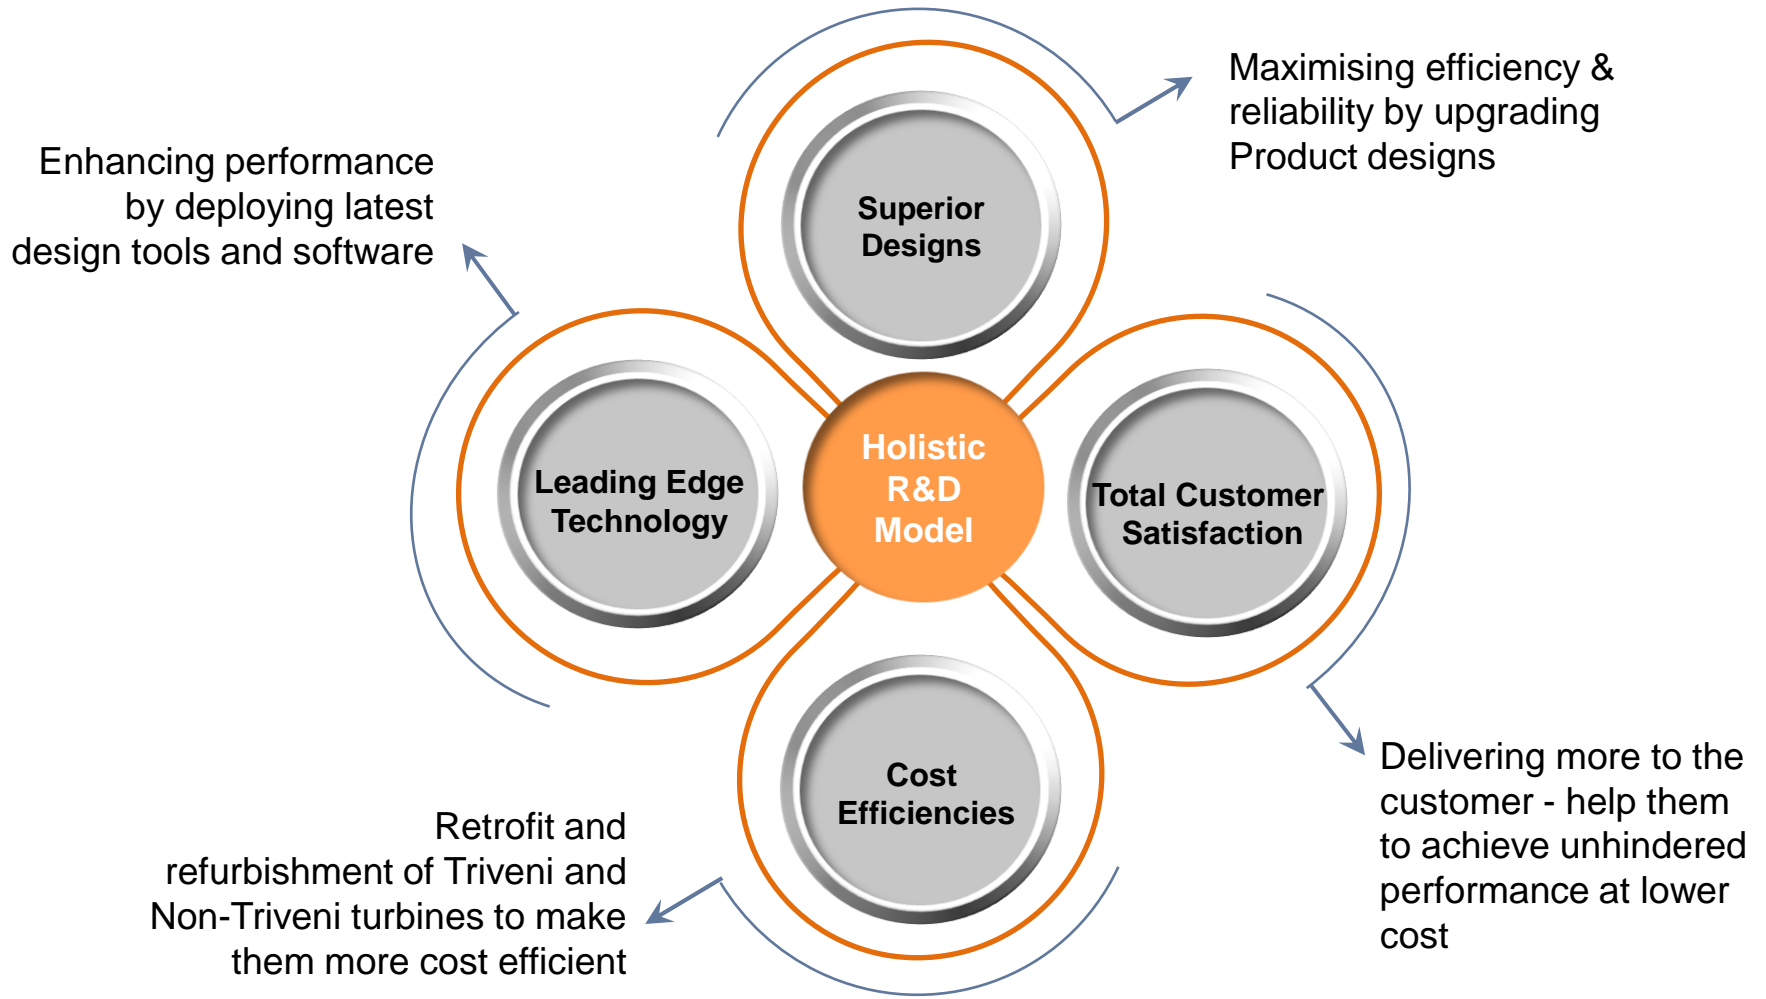 Maximising efficiency &
reliability by upgrading
Product designs
Enhancing performance
by deploying latest
design tools and software
Superior
Designs
Holistic
R&D
Model
Leading Edge
Technology
Total Customer
Satisfaction
Cost
Efficiencies
Delivering more to the
customer - help them
to achieve unhindered
performance at lower
cost
Retrofit and
refurbishment of Triveni and
Non-Triveni turbines to make
them more cost efficient